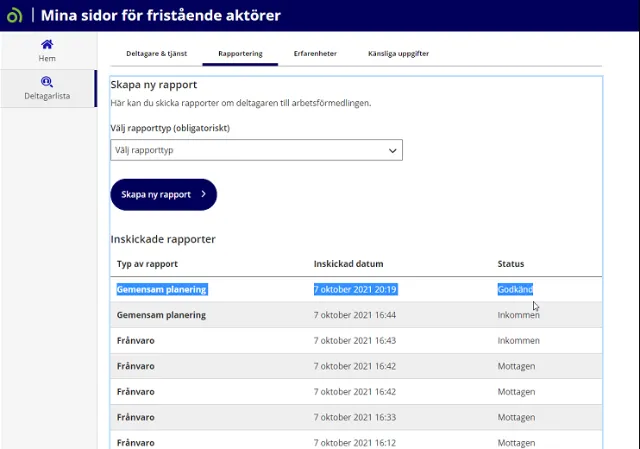 Mina sidor för fristående aktörer
Hem
Deltagarlista
Deltagare & tjänst Rapportering Erfarenheter Känsliga uppgifter
Skapa ny rapport
Här kan du skicka rapporter om deltagaren till arbetsförmedlingen.
Välj rapporttyp (obligatoriskt)
Välj rapporttyp
Skapa ny rapport
Inskickade rapporter
Typ av rapport Inskickad datum Status
Gemensam planering 7 oktober 2021 20:19 Godkänd
Gemensam planering 7 oktober 2021 16:44 Inkommen
Frånvaro 7 oktober 2021 16:43 Inkommen
Frånvaro 7 oktober 2021 16:42 Mottagen
Frånvaro 7 oktober 2021 16:42 Mottagen
Frånvaro 7 oktober 2021 16:33 Mottagen
Frånvaro 7 oktober 2021 16:12 Mottagen